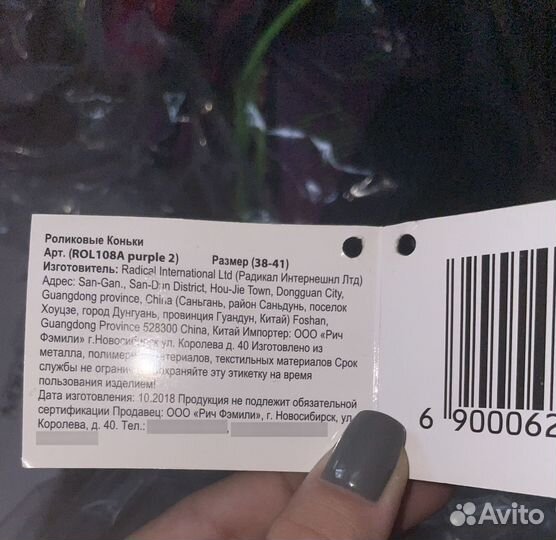 Роликовые Коньки
Арт. (ROL108A purple 2) Размер (38-41)
Изготовитель: Radical International Ltd (Радикал Интернешнл Лтд)
Адрес: San-Gan., San-Dun District, Hou-Jie Town, Dongguan City,
Guangdong province, China (Саньгань, район Саньдунь, поселок
Хоуцзе, город Дунгуань, провинция Гуандун, Китай) Foshan,
Guangdong Province 528300 China, Китай Импортер: ООО «Рич
Фэмили» г.Новосибирск ул. Королева д. 40 Изготовлено из
металла, полимерных материалов, текстильных материалов Срок
службы не ограничен Сохраняйте эту этикетку на время
пользования изделием!
Дата изготовления: 10.2018 Продукция не подлежит обязательной
сертификации Продавец: ООО «Рич Фэмили», г. Новосибирск, ул.
Королева, д. 40. Тел.:
6 900062
Avito